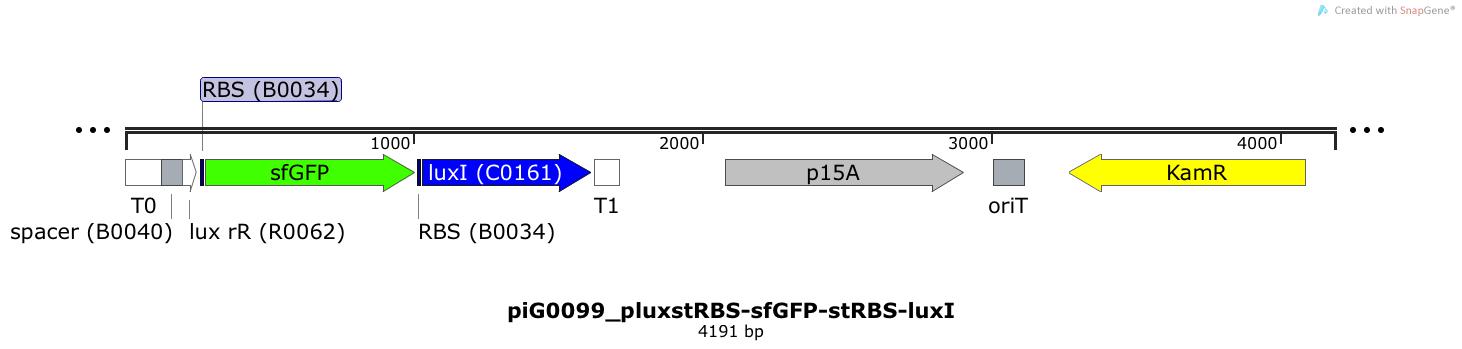 Created with SnapGene®
RBS (B0034)
1000
2000
3000
4000
sfGFP
luxI (C0161)
p15A
KamR
T0
T1
oriT
spacer (B0040)
lux rR (R0062)
RBS (B0034)
piG0099_pluxstRBS-sfGFP-stRBS-luxI
4191 bp